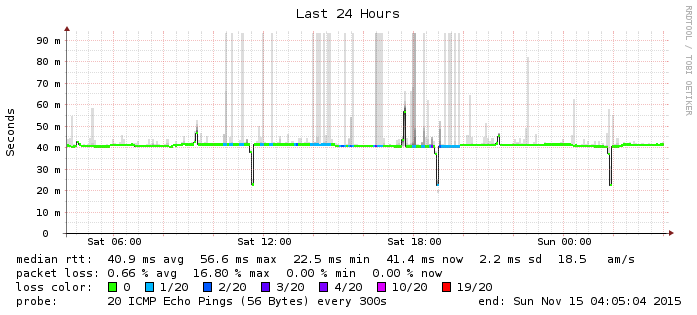 Last 24 Hours
RRDTOOL / TOBI OETIKER
Seconds
90 m
80 m
70 m
60 m
50 m
40 m
30 m
20 m
10 m
0
Sat 06:00 Sat 12:00 Sat 18:00 Sun 00:00
median rtt: 40.9 ms avg 56.6 ms max 22.5 ms min 41.4 ms now 2.2 ms sd 18.5 am/s
packet loss: 0.66 % avg 16.80 % max 0.00 % min 0.00 % now
loss color: 0 1/20 2/20 3/20 4/20 10/20 19/20
probe: 20 ICMP Echo Pings (56 Bytes) every 300s end: Sun Nov 15 04:05:04 2015